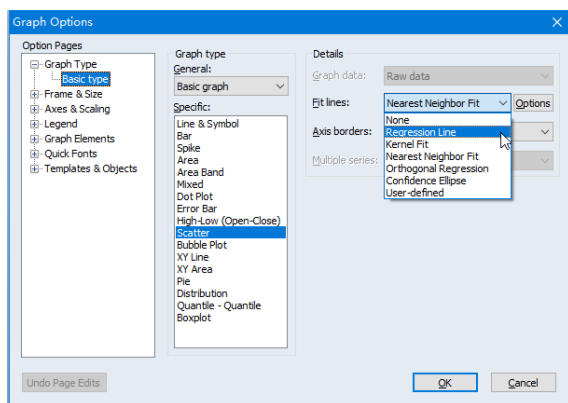 Graph Options
Option Pages
Graph Type
Basic type
Frame & Size
Axes & Scaling
Legend
Graph Elements
Quick Fonts
Templates & Objects
Undo Page Edits
Graph type
General:
Basic graph
Specific:
Line & Symbol
Bar
Spike
Area
Area Band
Mixed
Dot Plot
Error Bar
High-Low (Open-Close)
Scatter
Bubble Plot
XY Line
XY Area
Pie
Distribution
Quantile - Quantile
Boxplot
Details
Graph data: Raw data
Fit lines: Nearest Neighbor Fit Options
None
Axis borders: Regression Line
Kernel Fit
Multiple series: Nearest Neighbor Fit
Orthogonal Regression
Confidence Ellipse
User-defined
OK Cancel